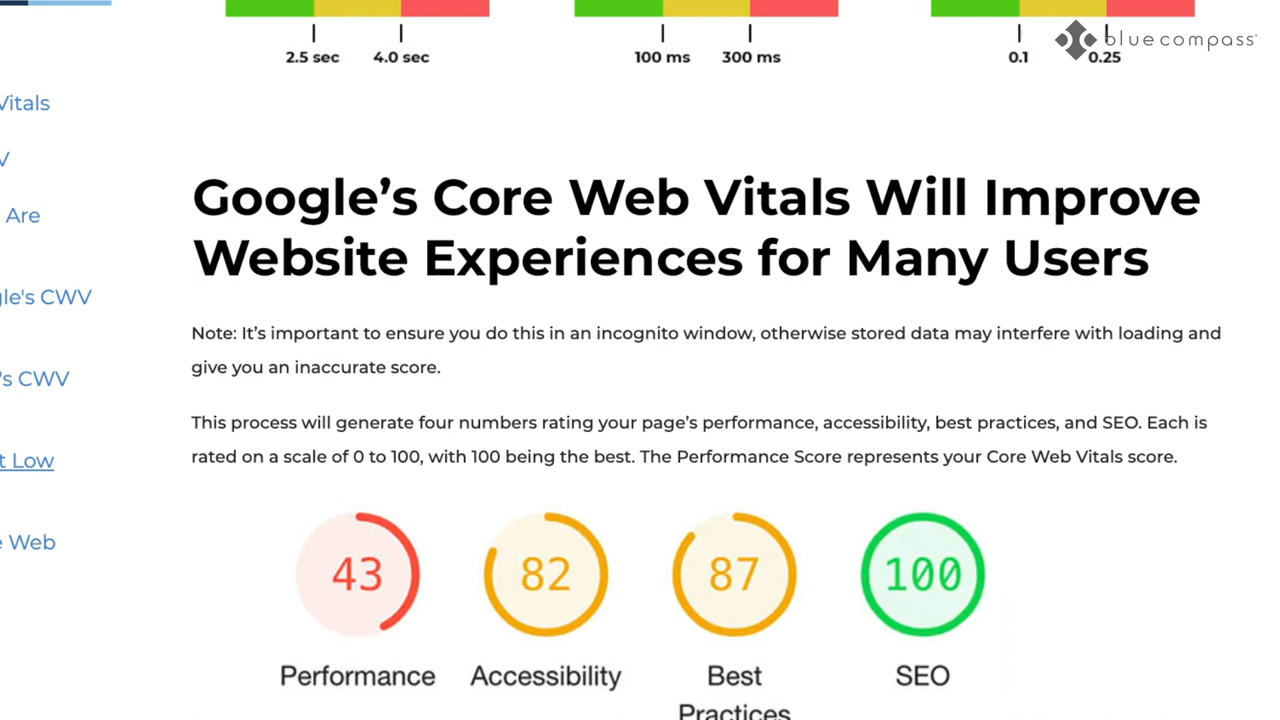 2.5 sec 4.0 sec 100 ms 300 ms 0.1 0.25
bluecompass
Vitals
V
Are
gle's CWV
's CWV
t Low
e Web
Google’s Core Web Vitals Will Improve
Website Experiences for Many Users
Note: It’s important to ensure you do this in an incognito window, otherwise stored data may interfere with loading and
give you an inaccurate score.
This process will generate four numbers rating your page’s performance, accessibility, best practices, and SEO. Each is
rated on a scale of 0 to 100, with 100 being the best. The Performance Score represents your Core Web Vitals score.
43 82 87 100
Performance Accessibility Best SEO
Practices